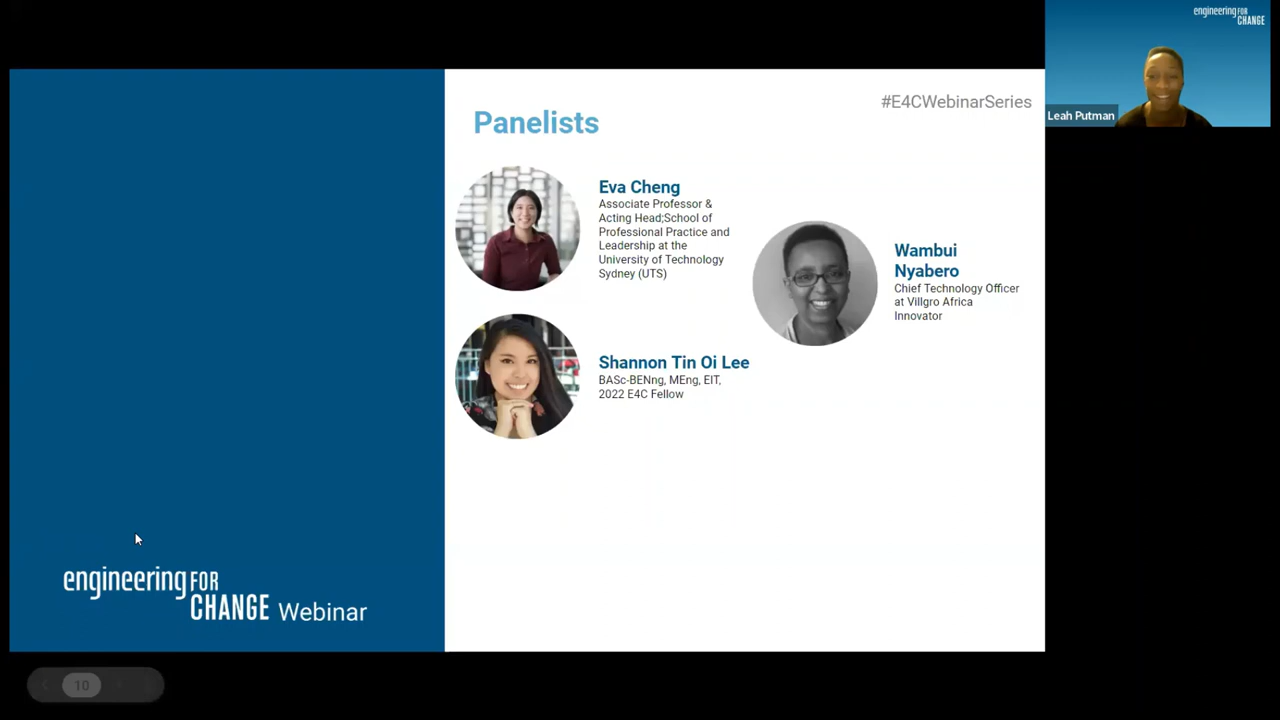 engineering FOR
CHANGE
Leah Putman
#E4CWebinarSeries
Panelists
Eva Cheng
Associate Professor &
Acting Head;School of
Professional Practice and
Leadership at the
University of Technology
Sydney (UTS)
Wambui
Nyabero
Chief Technology Officer
at Villgro Africa
Innovator
Shannon Tin Oi Lee
BASc-BENng, MEng, EIT,
2022 E4C Fellow
engineering FOR
CHANGE Webinar
10